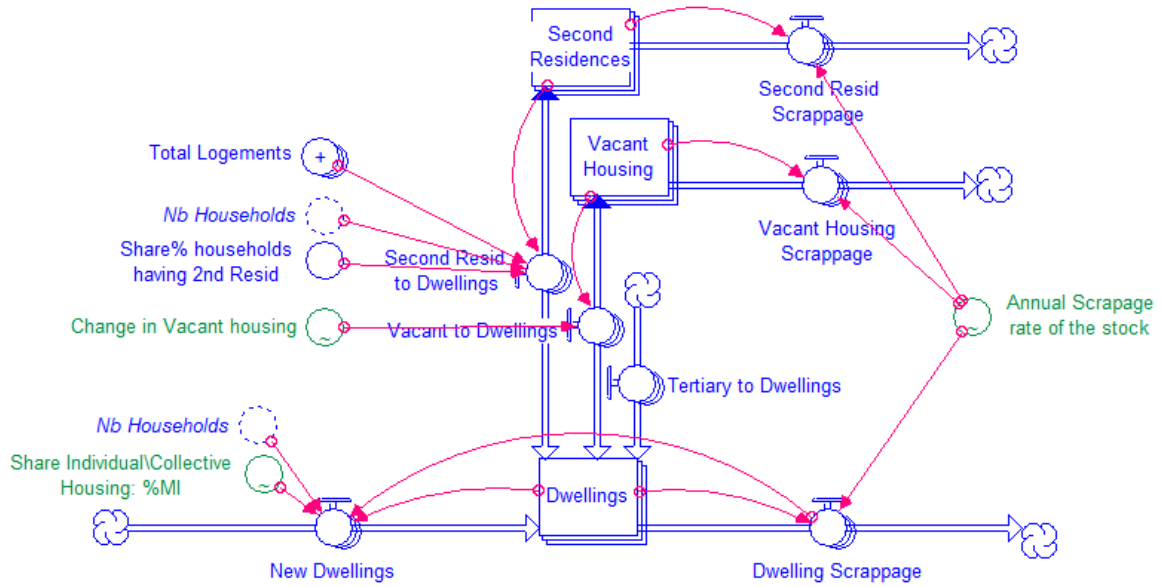 Second
Residences
Second Resid
Scrappage
Total Logements
+
Vacant
Housing
Nb Households
Share% households
having 2nd Resid
Second Resid
to Dwellings
Vacant Housing
Scrappage
Change in Vacant housing
~
Vacant to Dwellings
Annual Scrapage
rate of the stock
~
Tertiary to Dwellings
Nb Households
Share Individual\Collective
Housing: %MI
~
Dwellings
New Dwellings
Dwelling Scrappage